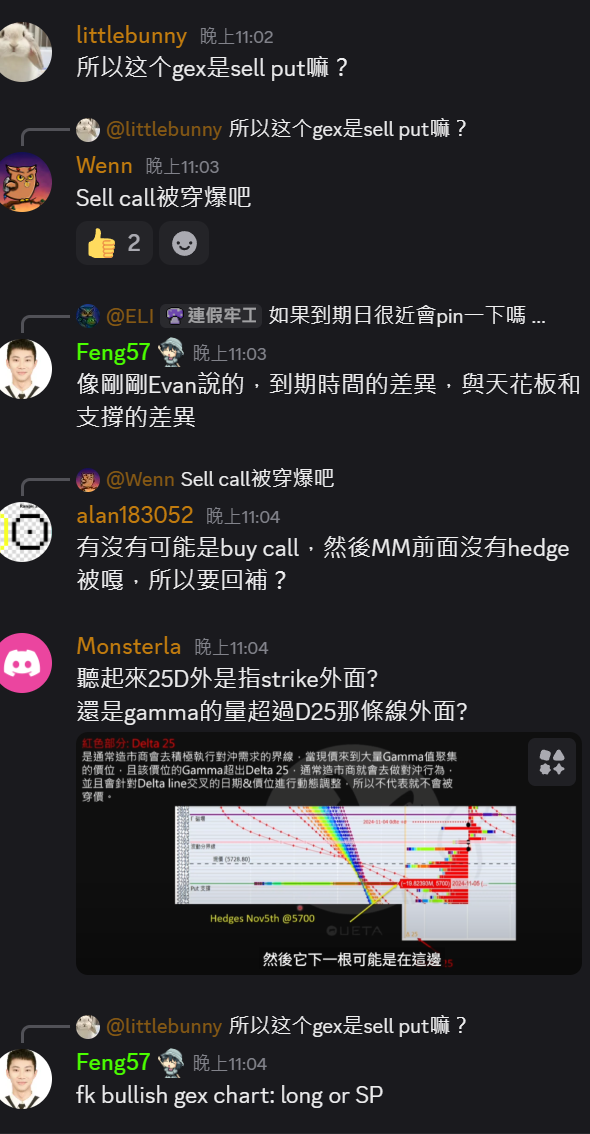 littlebunny 晚上11:02
所以这个gex是sell put嘛？
@littlebunny 所以这个gex是sell put嘛？
Wenn 晚上11:03
Sell call被穿爆吧
2
@ELI 連假牢工 如果到期日很近會pin一下嗎 ...
Feng57 晚上11:03
像剛剛Evan說的，到期時間的差異，與天花板和
支撐的差異
@Wenn Sell call被穿爆吧
alan183052 晚上11:04
有沒有可能是buy call，然後MM前面沒有hedge
被嘎，所以要回補？
Monsterla 晚上11:04
聽起來25D外是指strike外面?
還是gamma的量超過D25那條線外面?
紅色部分: Delta 25
是通常造市商會去積極執行對沖需求的界線，當現價來到大量Gamma值聚集
的價位，且該價位的Gamma超出Delta 25，通常造市商就會去做對沖行為，
並且會針對Delta line交叉的日期&價位進行動態調整，所以不代表就不會被
穿價。
現價 (5728.80)
Put 支撐
Hedges Nov5th @5700
然後它下一根可能是在這邊
@littlebunny 所以这个gex是sell put嘛？
Feng57 晚上11:04
fk bullish gex chart: long or SP